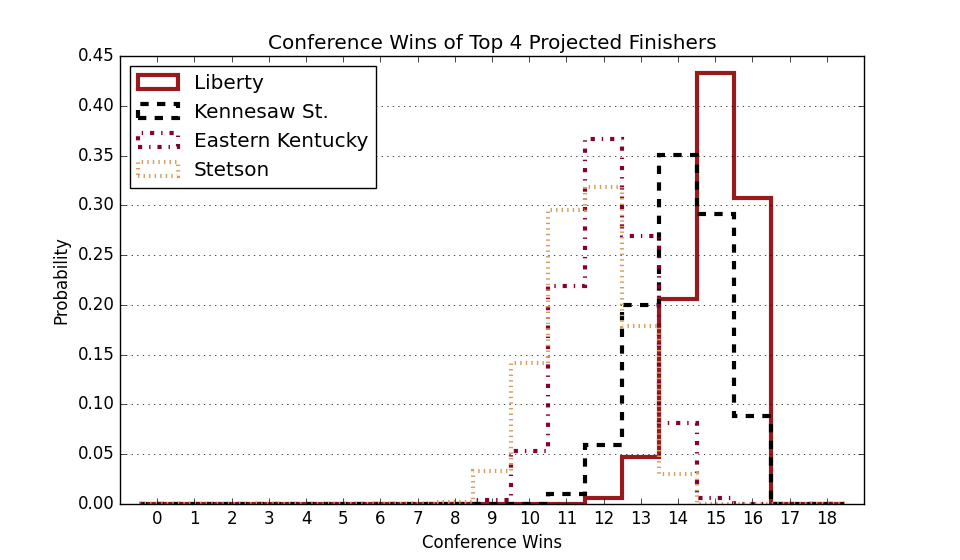 Conference Wins of Top 4 Projected Finishers
Liberty
Kennesaw St.
Eastern Kentucky
Stetson
Probability
0.45
0.40
0.35
0.30
0.25
0.20
0.15
0.10
0.05
0.00
0 1 2 3 4 5 6 7 8 9 10 11 12 13 14 15 16 17 18
Conference Wins